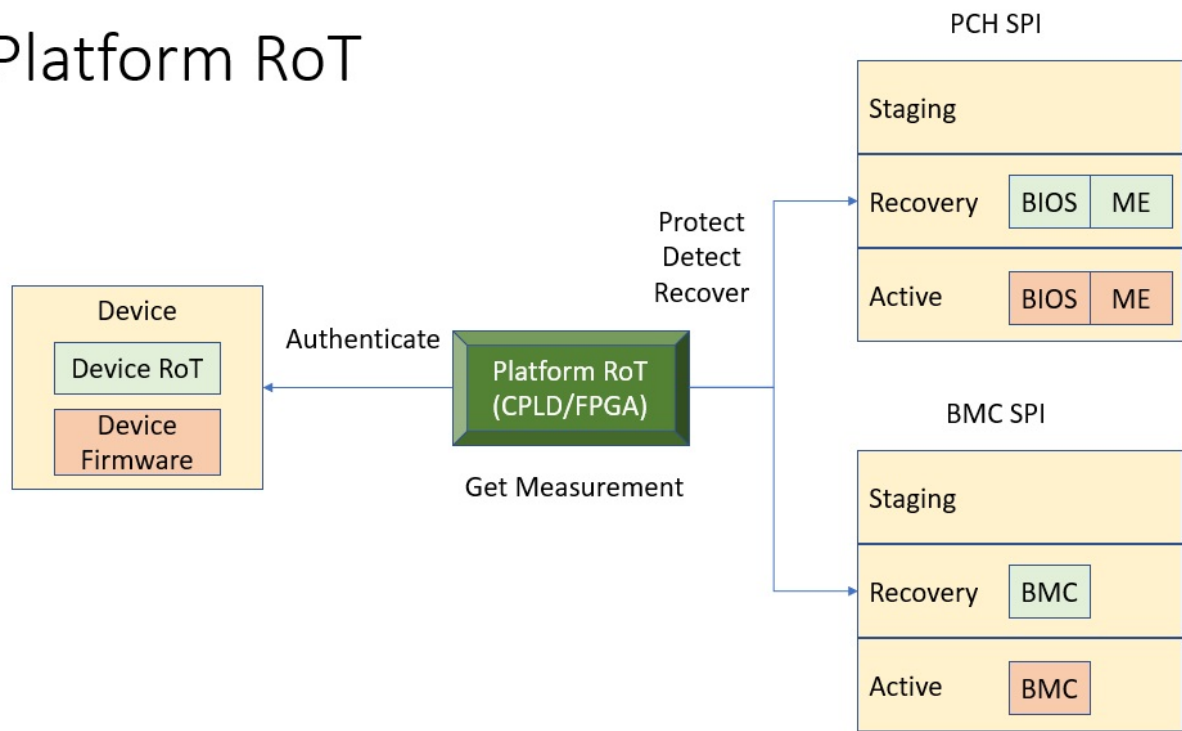 Platform RoT
PCH SPI
Staging
Recovery BIOS ME
Active BIOS ME
Protect
Detect
Recover
Device
Device RoT
Device
Firmware
Authenticate
Platform RoT
(CPLD/FPGA)
Get Measurement
BMC SPI
Staging
Recovery BMC
Active BMC